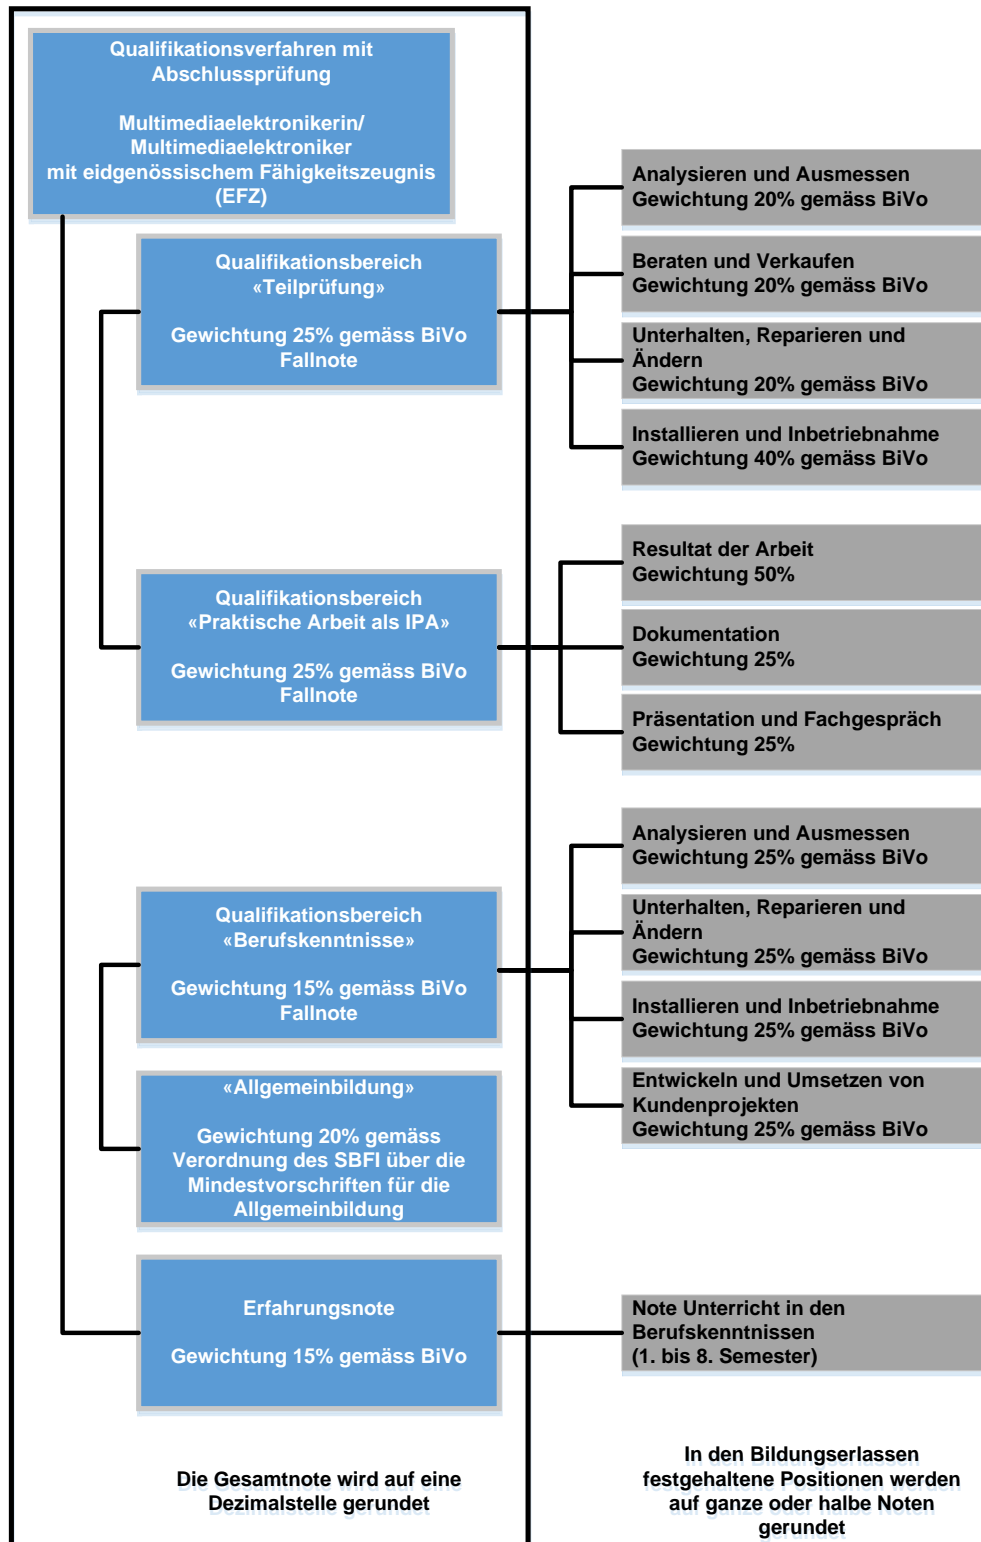 Qualifikationsverfahren mit
Abschlussprüfung
Multimediaelektronikerin/
Multimediaelektroniker
mit eidgenössischem Fähigkeitszeugnis
(EFZ)
Qualifikationsbereich
«Teilprüfung»
Gewichtung 25% gemäss BiVo
Fallnote
Analysieren und Ausmessen
Gewichtung 20% gemäss BiVo
Beraten und Verkaufen
Gewichtung 20% gemäss BiVo
Unterhalten, Reparieren und
Ändern
Gewichtung 20% gemäss BiVo
Installieren und Inbetriebnahme
Gewichtung 40% gemäss BiVo
Qualifikationsbereich
«Praktische Arbeit als IPA»
Gewichtung 25% gemäss BiVo
Fallnote
Resultat der Arbeit
Gewichtung 50%
Dokumentation
Gewichtung 25%
Präsentation und Fachgespräch
Gewichtung 25%
Qualifikationsbereich
«Berufskenntnisse»
Gewichtung 15% gemäss BiVo
Fallnote
Analysieren und Ausmessen
Gewichtung 25% gemäss BiVo
Unterhalten, Reparieren und
Ändern
Gewichtung 25% gemäss BiVo
Installieren und Inbetriebnahme
Gewichtung 25% gemäss BiVo
Entwickeln und Umsetzen von
Kundenprojekten
Gewichtung 25% gemäss BiVo
«Allgemeinbildung»
Gewichtung 20% gemäss
Verordnung des SBFI über die
Mindestvorschriften für die
Allgemeinbildung
Erfahrungsnote
Gewichtung 15% gemäss BiVo
Note Unterricht in den
Berufskenntnissen
(1. bis 8. Semester)
Die Gesamtnote wird auf eine
Dezimalstelle gerundet
In den Bildungserlassen
festgehaltene Positionen werden
auf ganze oder halbe Noten
gerundet